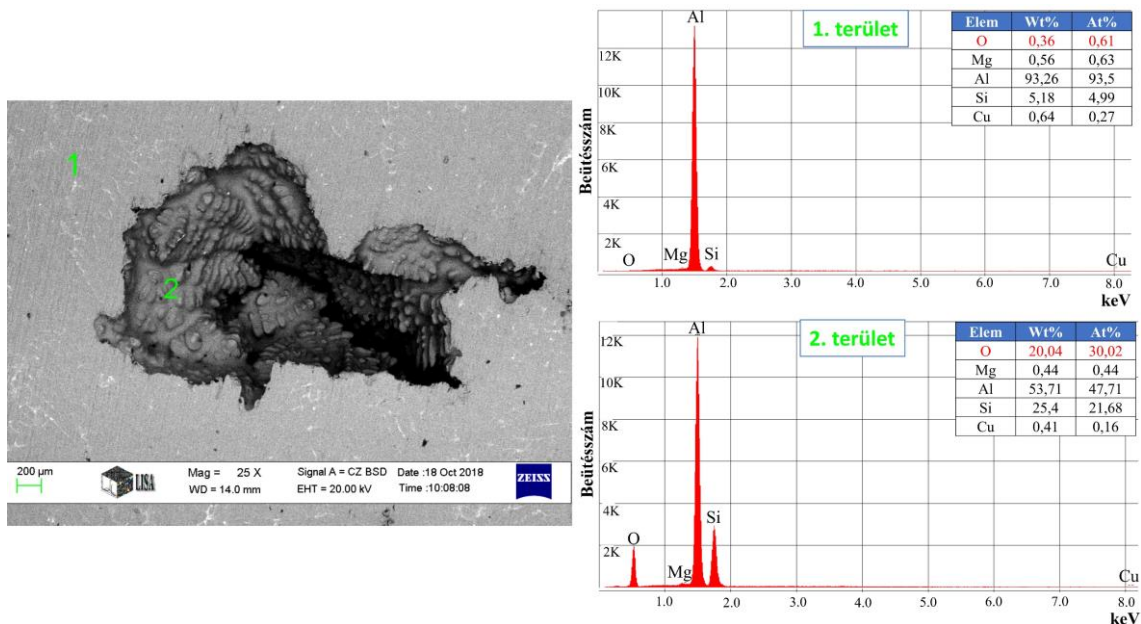 1
2
200 µm
LISA
Mag = 25 X
WD = 14.0 mm
Signal A = CZ BSD
EHT = 20.00 kV
Date :18 Oct 2018
Time :10:08:08
ZEISS
1. terület
Al
O
Mg
Si
Cu
Beütésszám
12K
10K
8K
6K
4K
2K
1.0 2.0 3.0 4.0 5.0 6.0 7.0 8.0
keV
Elem Wt% At%
O 0,36 0,61
Mg 0,56 0,63
Al 93,26 93,5
Si 5,18 4,99
Cu 0,64 0,27
2. terület
Al
O
Mg
Si
Cu
Beütésszám
12K
10K
8K
6K
4K
2K
1.0 2.0 3.0 4.0 5.0 6.0 7.0 8.0
keV
Elem Wt% At%
O 20,04 30,02
Mg 0,44 0,44
Al 53,71 47,71
Si 25,4 21,68
Cu 0,41 0,16